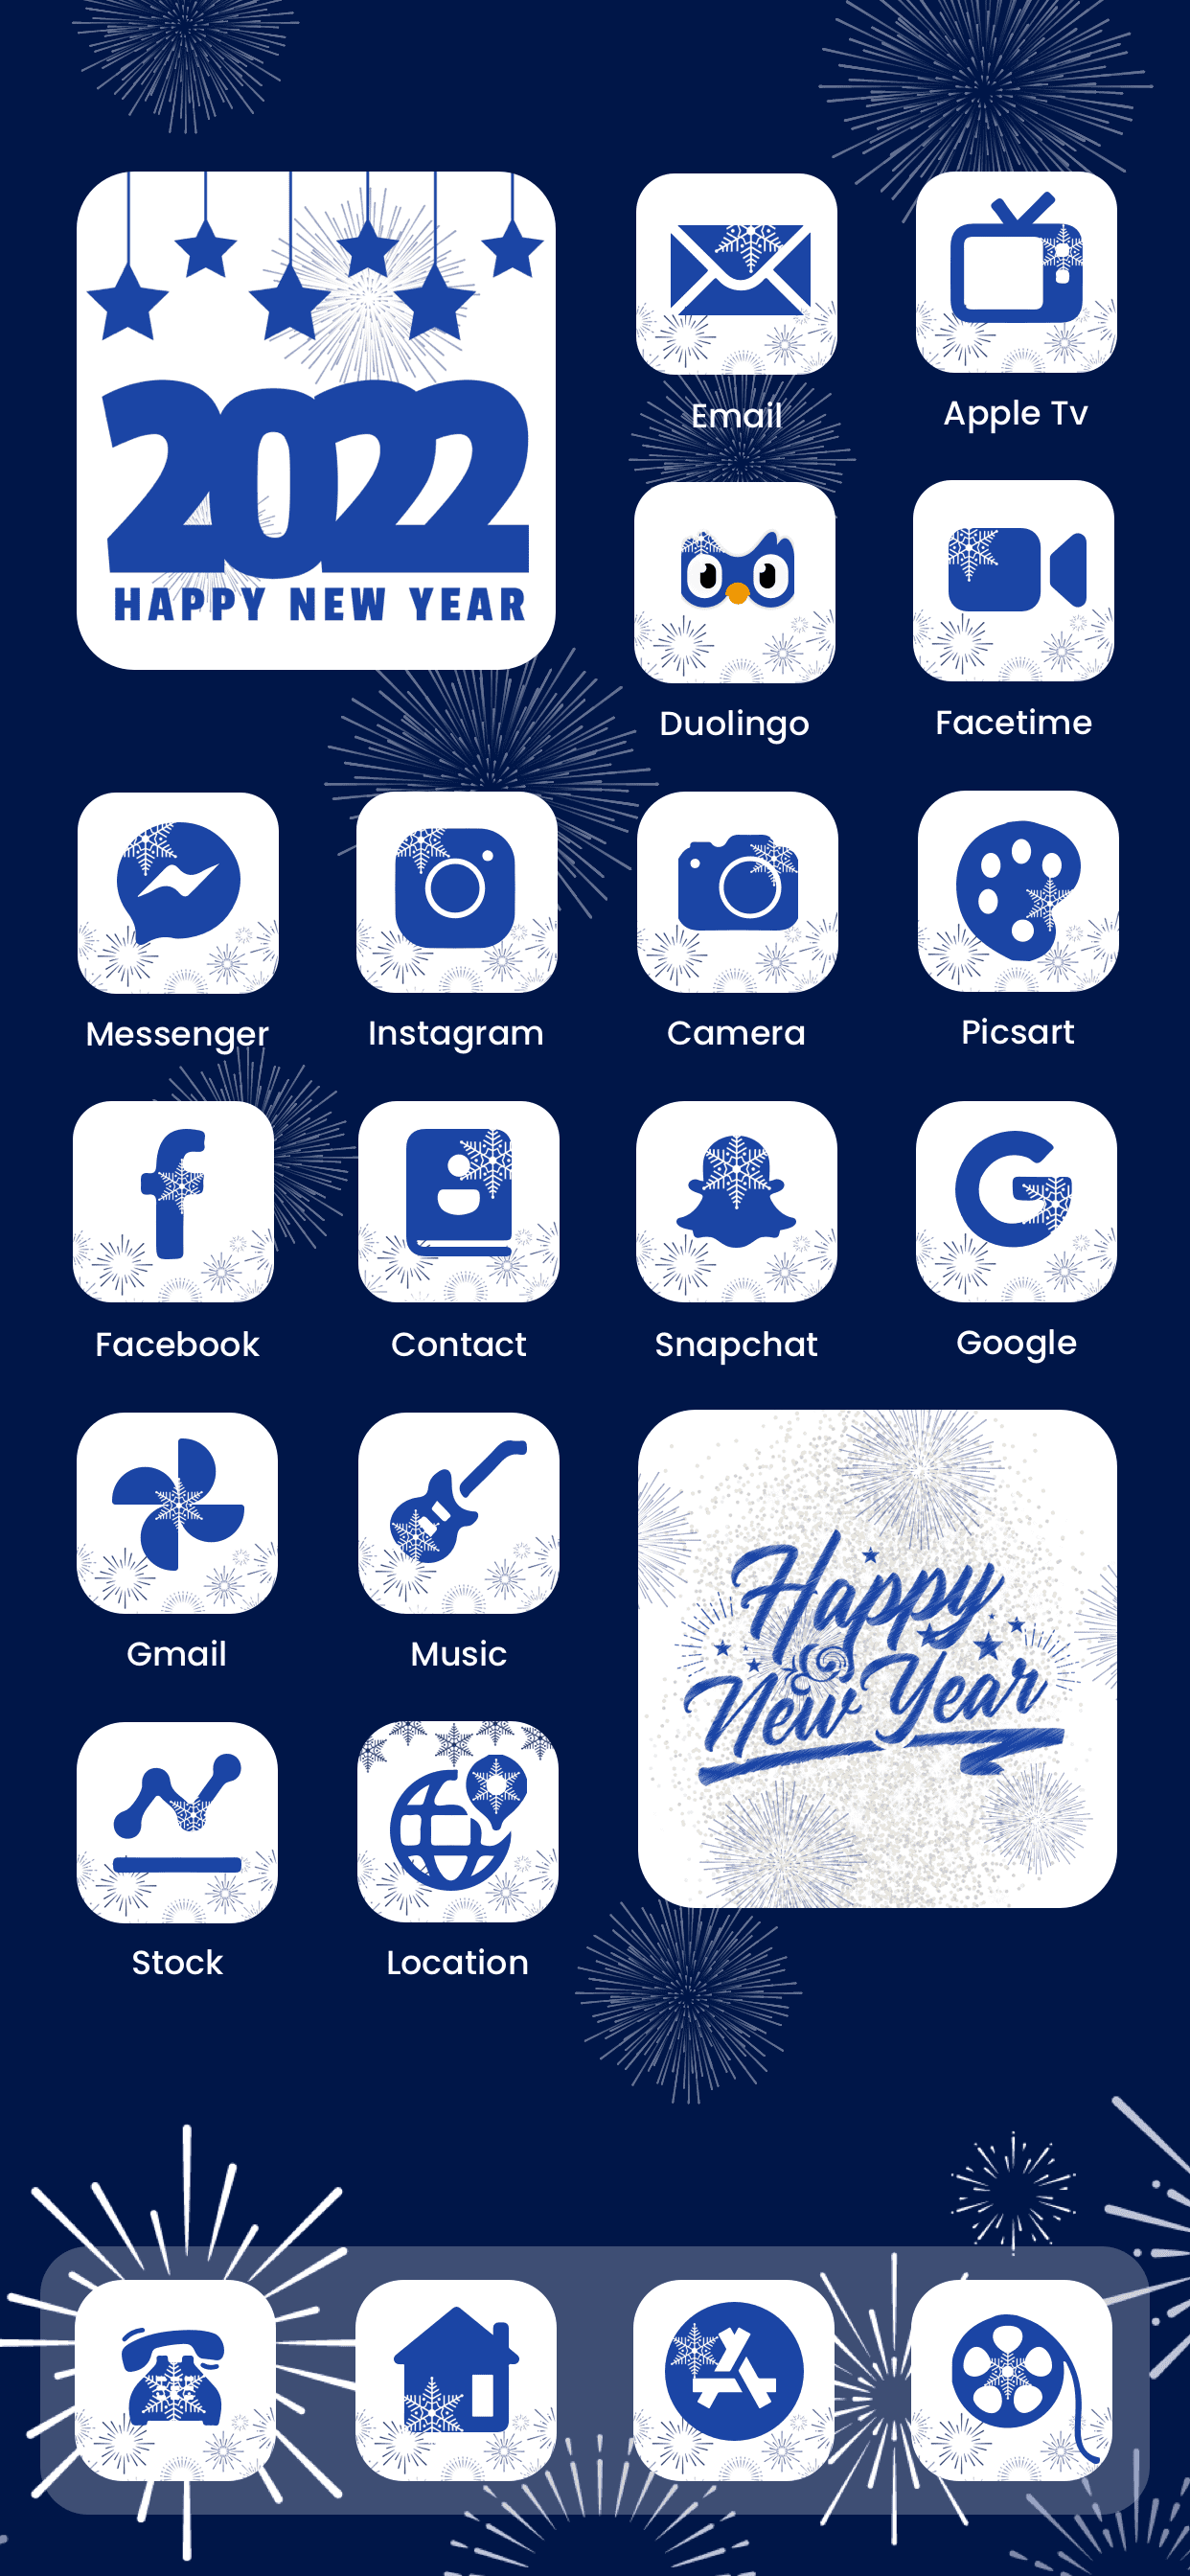 2022
HAPPY NEW YEAR
Email
Apple Tv
Duolingo
Facetime
Messenger
Instagram
Camera
Picsart
Facebook
Contact
Snapchat
Google
Gmail
Music
Happy
New Year
Stock
Location